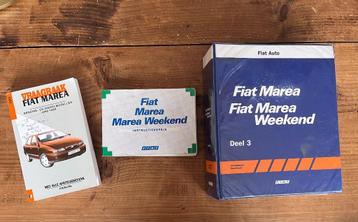 VRAAGBAAK
FIAT MAREA
Fiat
Marea
Marea Weekend
INSTRUCTIEBOEKJE
FIAT
Fiat Auto
Fiat Marea
Fiat Marea
Weekend
Deel 3
FIAT